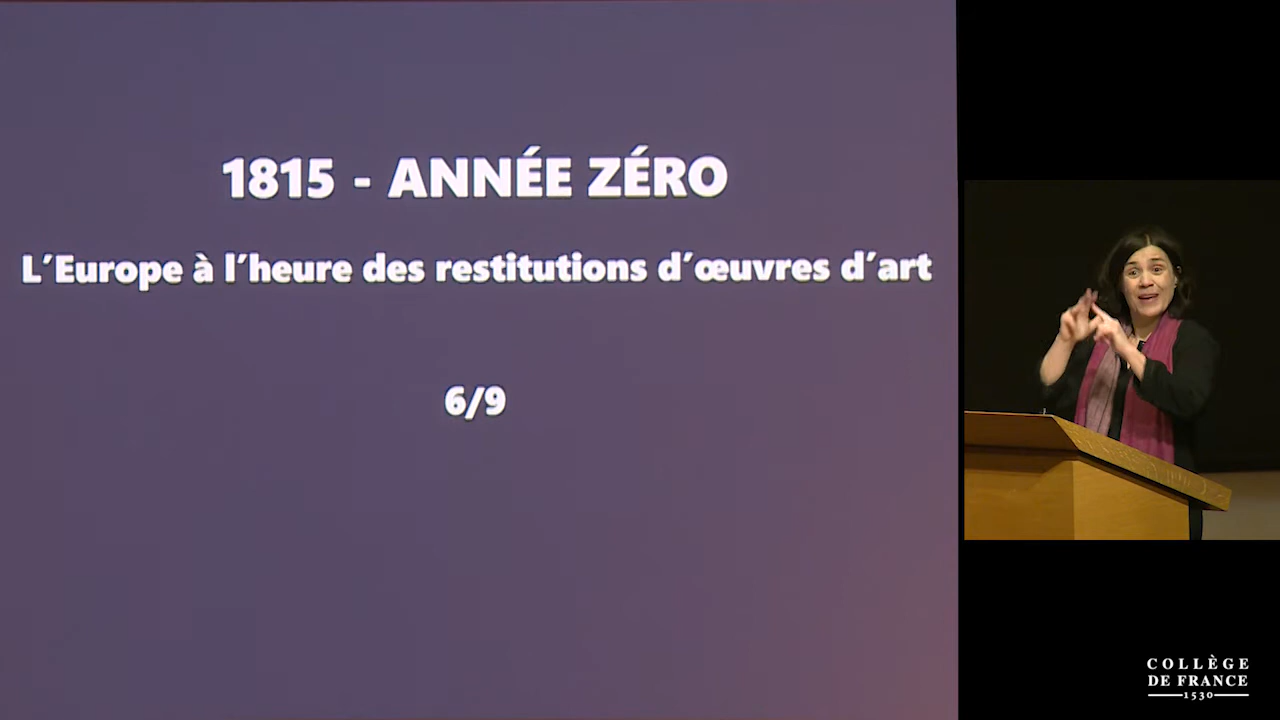 1815 - ANNÉE ZÉRO
L'Europe à l'heure des restitutions d'œuvres d'art
6/9
COLLÈGE
DE FRANCE
1530